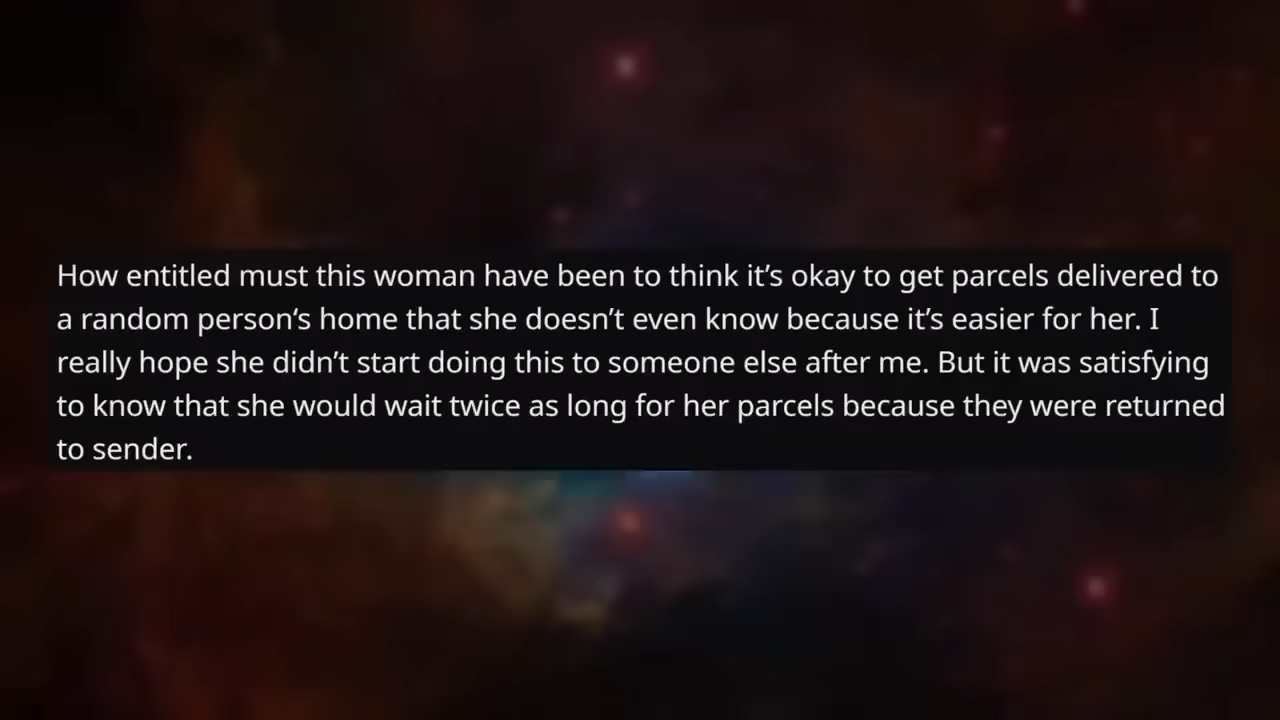 How entitled must this woman have been to think it’s okay to get parcels delivered to
a random person‘s home that she doesn’t even know because it’s easier for her. I
really hope she didn’t start doing this to someone else after me. But it was satisfying
to know that she would wait twice as long for her parcels because they were returned
to sender.